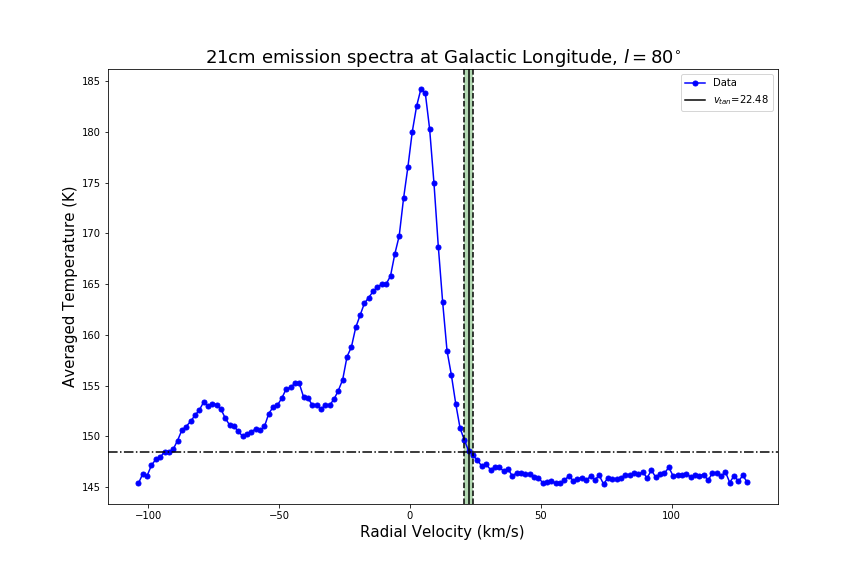 21cm emission spectra at Galactic Longitude, l = 80°
Data
v_tan=22.48
185
180
175
170
165
160
155
150
145
Averaged Temperature (K)
−100
−50
0
50
100
Radial Velocity (km/s)